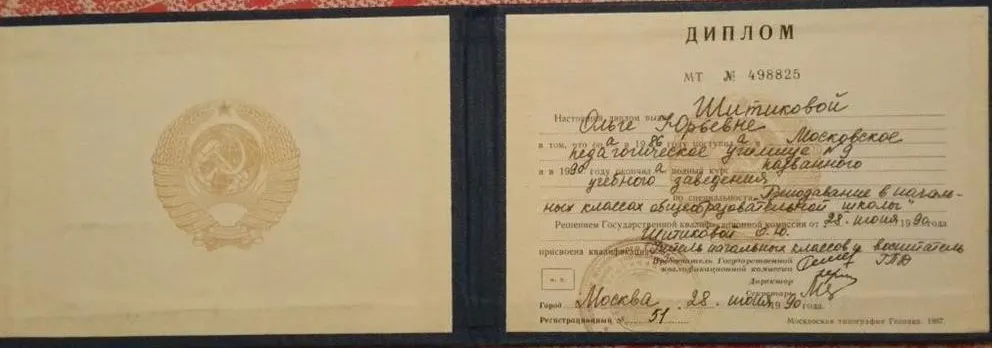 ДИПЛОМ
МТ № 498825
Настоящий диплом выдан Шитиковой
Ольге Юрьевне
в том, что она в 1986 году поступила в Московское
педагогическое училище №
и в 1990 году окончила полный курс названного
учебного заведения
по специальности „Преподавание в началь-
ных классах общеобразовательной школы"
Решением Государственной квалификационной комиссии от «28» июня 1990г.
Шитиковой О.Ю.
присвоена квалификация учитель начальных классов, воспитатель
Председатель Государственной ГПД
квалификационной комиссии
Директор
Секретарь
м. п.
Город Москва 28 июня 1990 года.
Регистрационный № 51.
Московская типография Гознака. 1987.